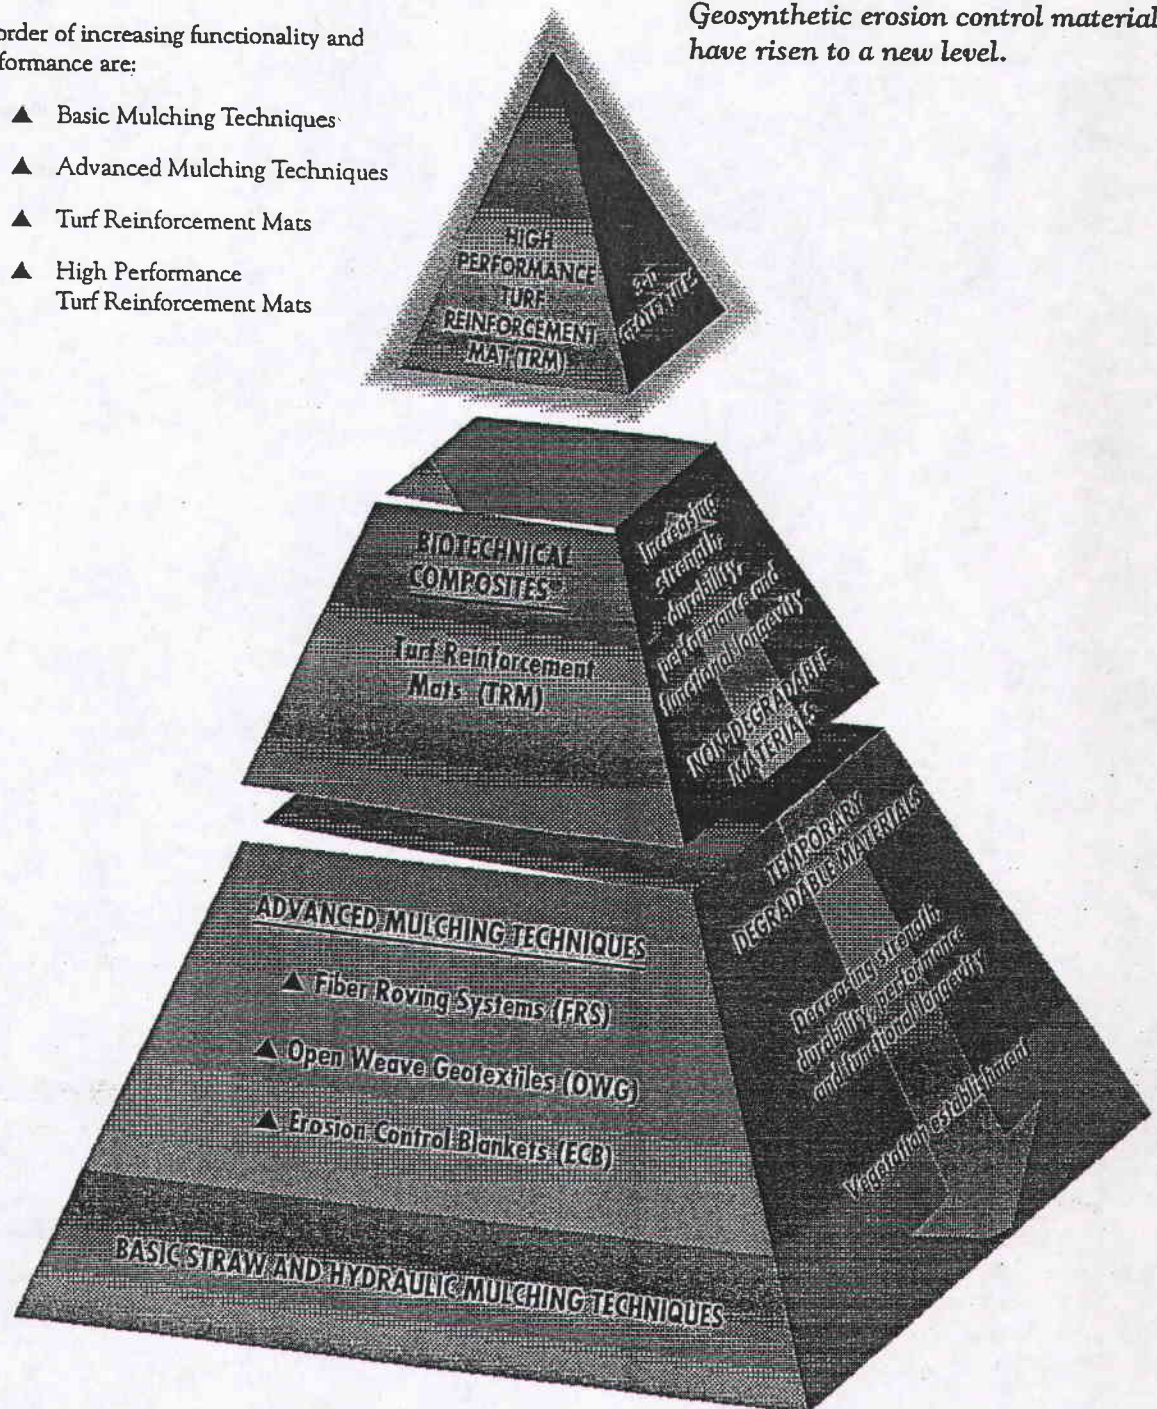 order of increasing functionality and
formance are:
▲ Basic Mulching Techniques
▲ Advanced Mulching Techniques
▲ Turf Reinforcement Mats
▲ High Performance
Turf Reinforcement Mats
Geosynthetic erosion control material
have risen to a new level.
HIGH
PERFORMANCE
TURF
REINFORCEMENT
MAT (TRM)
3-D
GEOTEXTILES
BIOTECHNICAL
COMPOSITES
Turf Reinforcement
Mats (TRM)
Increasing
strength,
durability,
performance and
functional longevity
NON-DEGRADABLE
MATERIALS
ADVANCED MULCHING TECHNIQUES
▲ Fiber Roving Systems (FRS)
▲ Open Weave Geotextiles (OWG)
▲ Erosion Control Blankets (ECB)
TEMPORARY
DEGRADABLE MATERIALS
Decreasing strength,
durability, performance
and functional longevity
Vegetation establishment
BASIC STRAW AND HYDRAULIC MULCHING TECHNIQUES